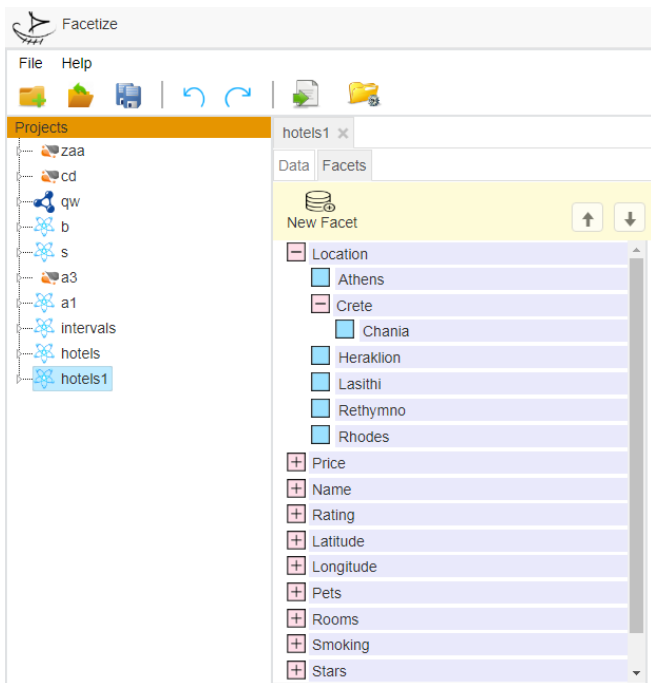 Facetize
File Help
Projects
zaa
cd
qw
b
s
a3
a1
intervals
hotels
hotels1
hotels1 ×
Data Facets
New Facet
Location
Athens
Crete
Chania
Heraklion
Lasithi
Rethymno
Rhodes
Price
Name
Rating
Latitude
Longitude
Pets
Rooms
Smoking
Stars